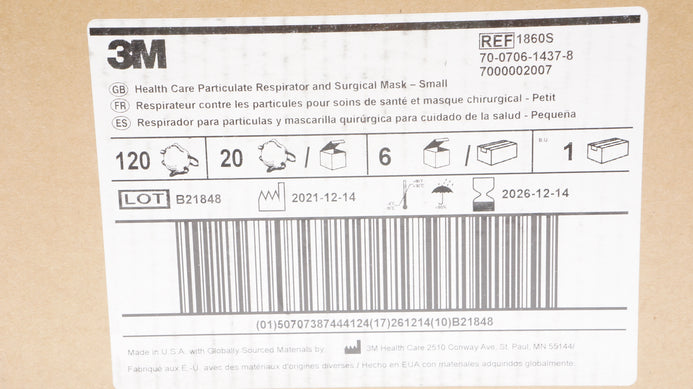 3M
REF 1860S
70-0706-1437-8
7000002007
GB Health Care Particulate Respirator and Surgical Mask – Small
FR Respirateur contre les particules pour soins de santé et masque chirurgical - Petit
ES Respirador para particulas y mascarilla quirúrgica para cuidado de la salud - Pequeña
120 20 / 6 / 1
LOT B21848 2021-12-14 2026-12-14
(01)50707387444124(17)261214(10)B21848
Made in U.S.A. with Globally Sourced Materials by 3M Health Care 2510 Conway Ave. St. Paul, MN 55144/
Fabriqué aux É.-U. avec des matériaux d'origines diverses / Hecho en EUA con materiales adquiridos globalmente.